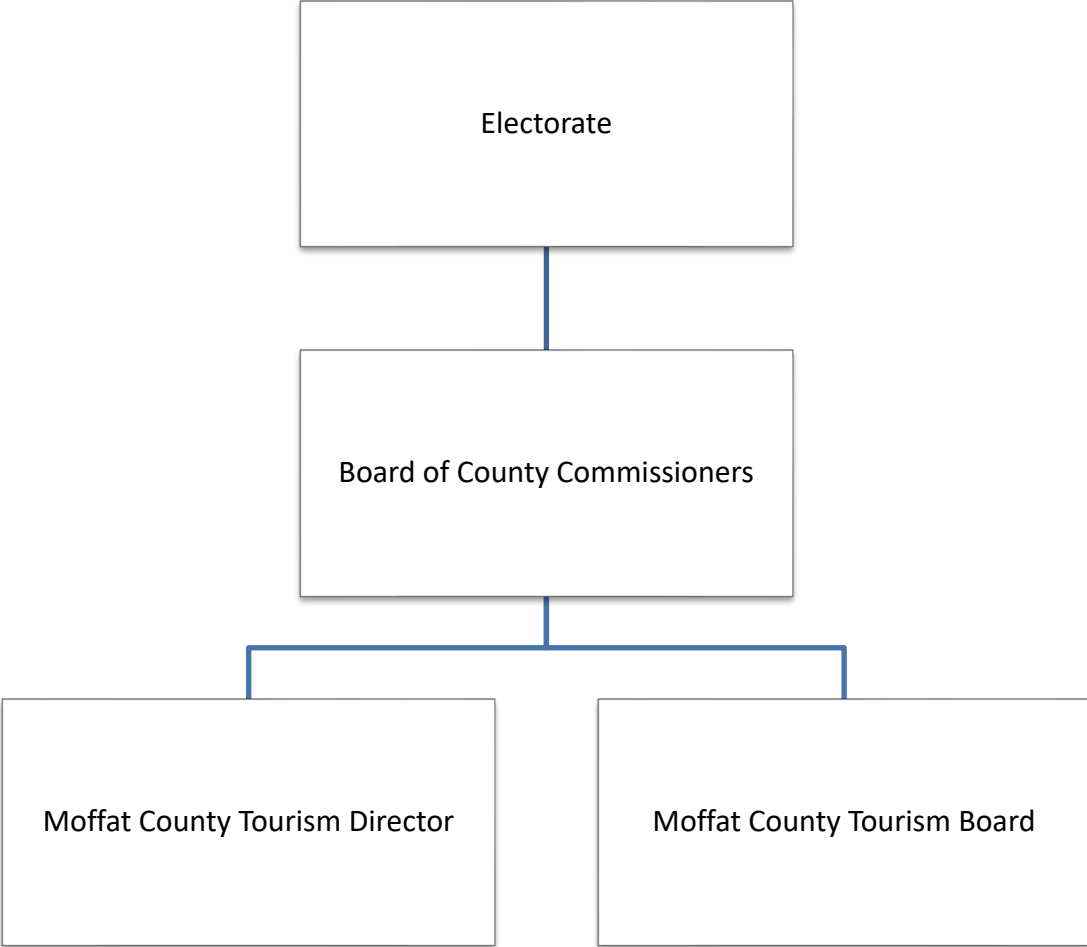 Electorate
Board of County Commissioners
Moffat County Tourism Director
Moffat County Tourism Board